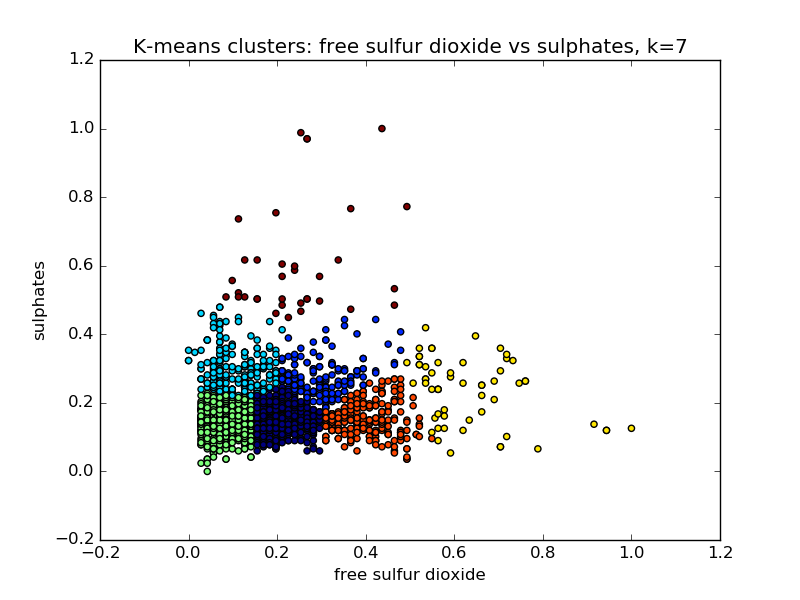 K-means clusters: free sulfur dioxide vs sulphates, k=7
1.2
1.0
0.8
0.6
0.4
0.2
0.0
−0.2
sulphates
−0.2 0.0 0.2 0.4 0.6 0.8 1.0 1.2
free sulfur dioxide